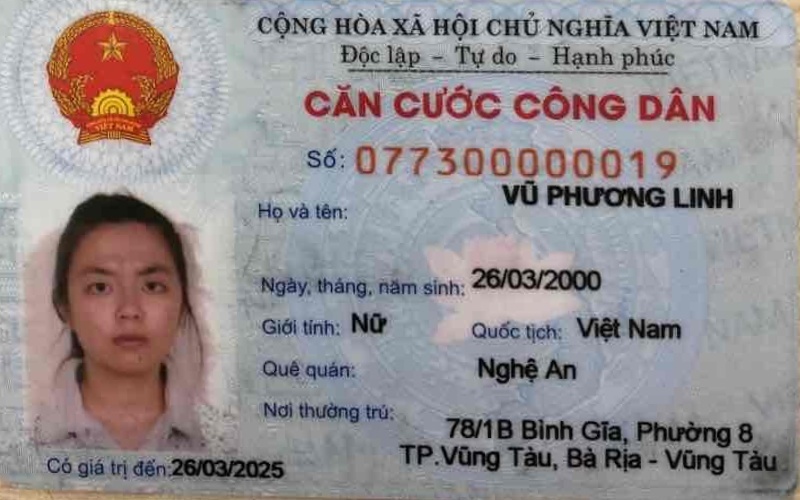 CỘNG HÒA XÃ HỘI CHỦ NGHĨA VIỆT NAM
Độc lập - Tự do - Hạnh phúc
CĂN CƯỚC CÔNG DÂN
Số: 077300000019
VŨ PHƯƠNG LINH
Họ và tên:
Ngày, tháng, năm sinh: 26/03/2000
Giới tính: Nữ Quốc tịch: Việt Nam
Quê quán: Nghệ An
Nơi thường trú:
78/1B Bình Gĩa, Phường 8
TP.Vũng Tàu, Bà Rịa - Vũng Tàu
Có giá trị đến: 26/03/2025
VIỆT NAM